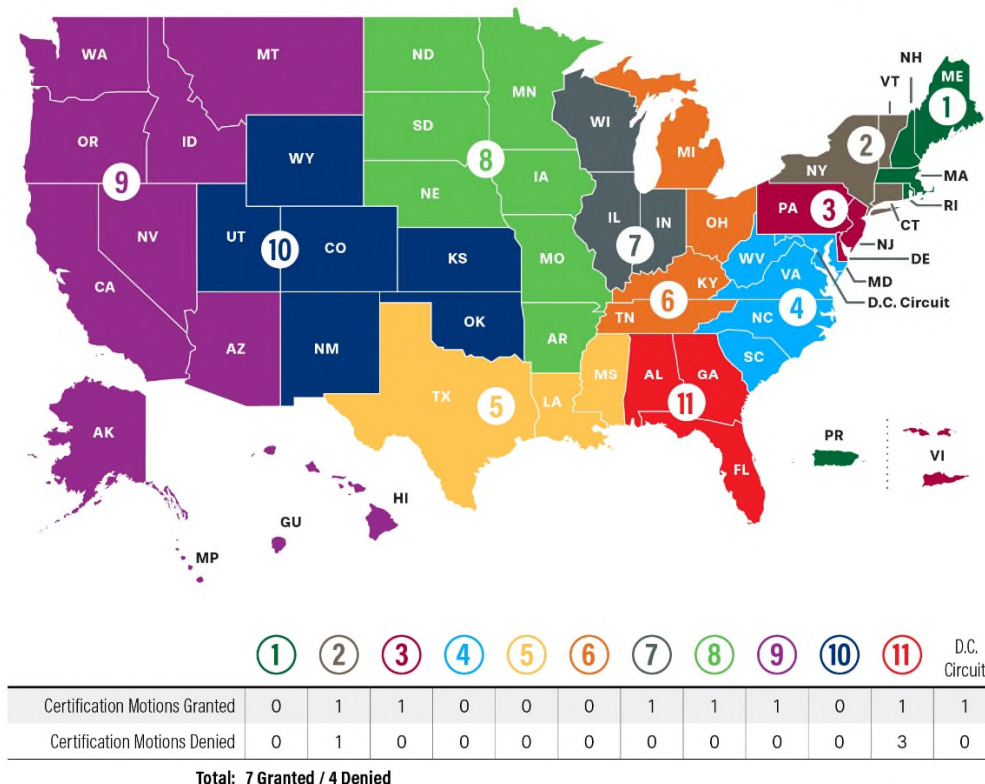 NH
WA
MT
ND
VT
ME
MN
1
OR
ID
SD
WI
2
WY
8
MI
NY
MA
9
NE
IA
PA
3
RI
CT
NV
UT
10
CO
IL
IN
OH
NJ
7
WV
DE
KS
MO
VA
MD
CA
KY
6
D.C. Circuit
AZ
NM
OK
TN
NC
4
AR
SC
TX
5
LA
MS
AL
GA
11
AK
PR
VI
FL
HI
GU
MP
1 2 3 4 5 6 7 8 9 10 11 D.C. Circuit
Certification Motions Granted 0 1 1 0 0 0 1 1 1 0 1 1
Certification Motions Denied 0 1 0 0 0 0 0 0 0 0 3 0
Total: 7 Granted / 4 Denied